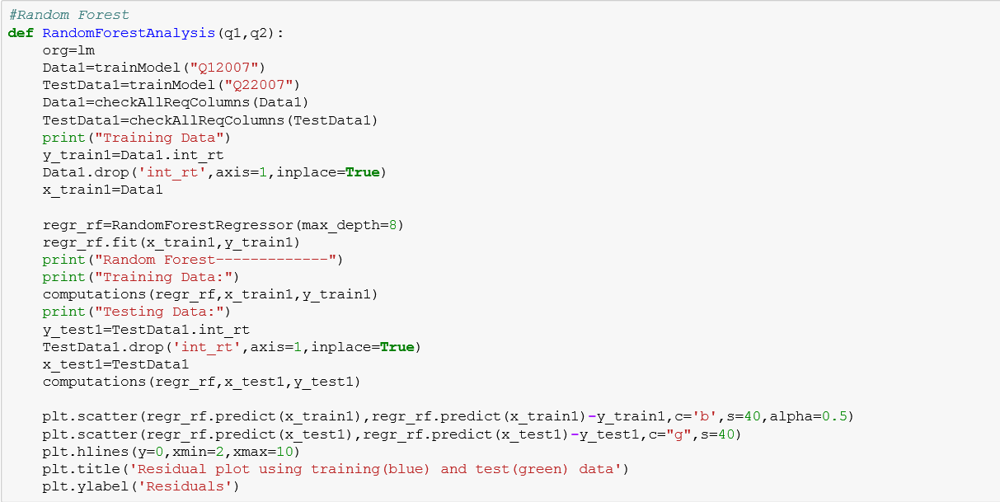 #Random Forest
def RandomForestAnalysis(q1,q2):
    org=lm
    Data1=trainModel("Q12007")
    TestData1=trainModel("Q22007")
    Data1=checkAllReqColumns(Data1)
    TestData1=checkAllReqColumns(TestData1)
    print("Training Data")
    y_train1=Data1.int_rt
    Data1.drop('int_rt',axis=1,inplace=True)
    x_train1=Data1

    regr_rf=RandomForestRegressor(max_depth=8)
    regr_rf.fit(x_train1,y_train1)
    print("Random Forest-------------")
    print("Training Data:")
    computations(regr_rf,x_train1,y_train1)
    print("Testing Data:")
    y_test1=TestData1.int_rt
    TestData1.drop('int_rt',axis=1,inplace=True)
    x_test1=TestData1
    computations(regr_rf,x_test1,y_test1)

    plt.scatter(regr_rf.predict(x_train1),regr_rf.predict(x_train1)-y_train1,c='b',s=40,alpha=0.5)
    plt.scatter(regr_rf.predict(x_test1),regr_rf.predict(x_test1)-y_test1,c="g",s=40)
    plt.hlines(y=0,xmin=2,xmax=10)
    plt.title('Residual plot using training(blue) and test(green) data')
    plt.ylabel('Residuals')